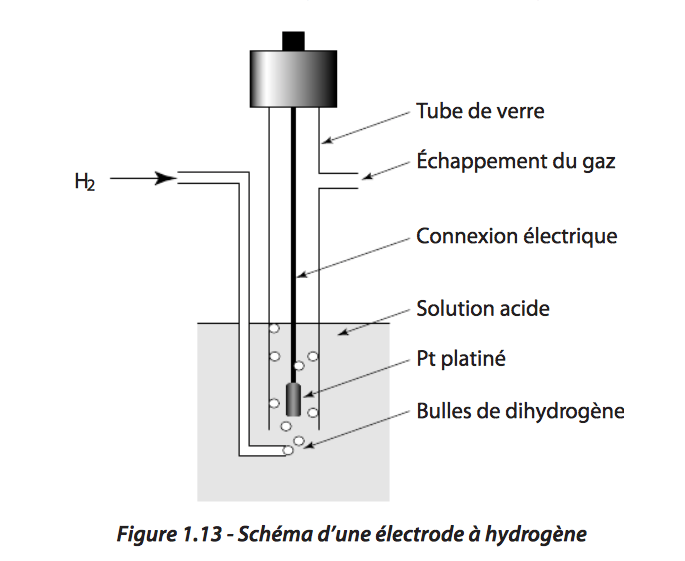 Tube de verre
Échappement du gaz
H₂
Connexion électrique
Solution acide
Pt platiné
Bulles de dihydrogène
Figure 1.13 - Schéma d’une électrode à hydrogène